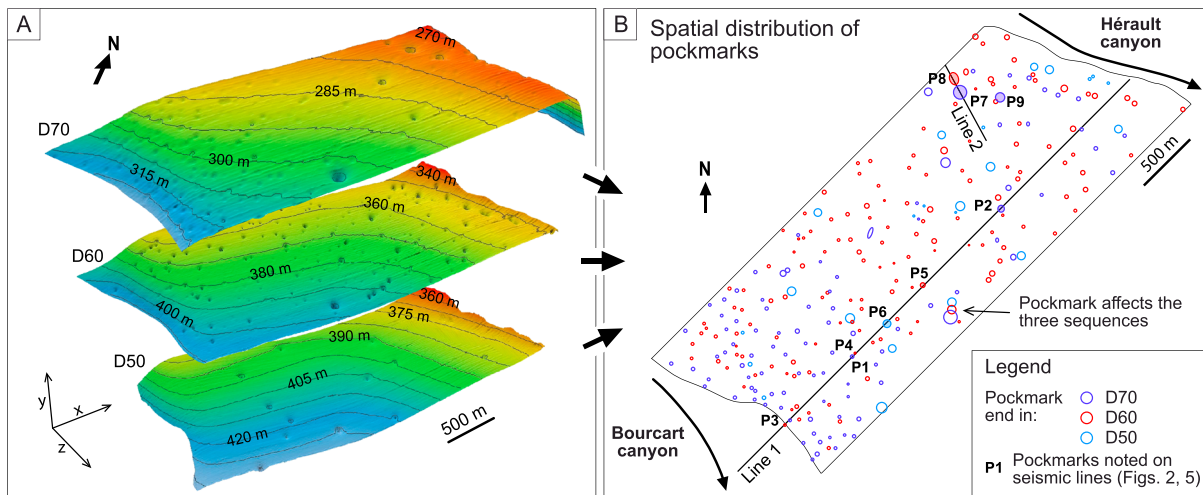 A
N
270 m
285 m
D70
300 m
315 m
340 m
360 m
D60
380 m
400 m
360 m
375 m
390 m
D50
405 m
420 m
y
x
z
500 m
B
Spatial distribution of
pockmarks
Hérault
canyon
P8
P7
P9
Line 2
500 m
N
P2
P5
P6
Pockmark affects the
three sequences
P4
P1
P3
Bourcart
canyon
Line 1
Legend
Pockmark
end in:
D70
D60
D50
P1 Pockmarks noted on
seismic lines (Figs. 2, 5)